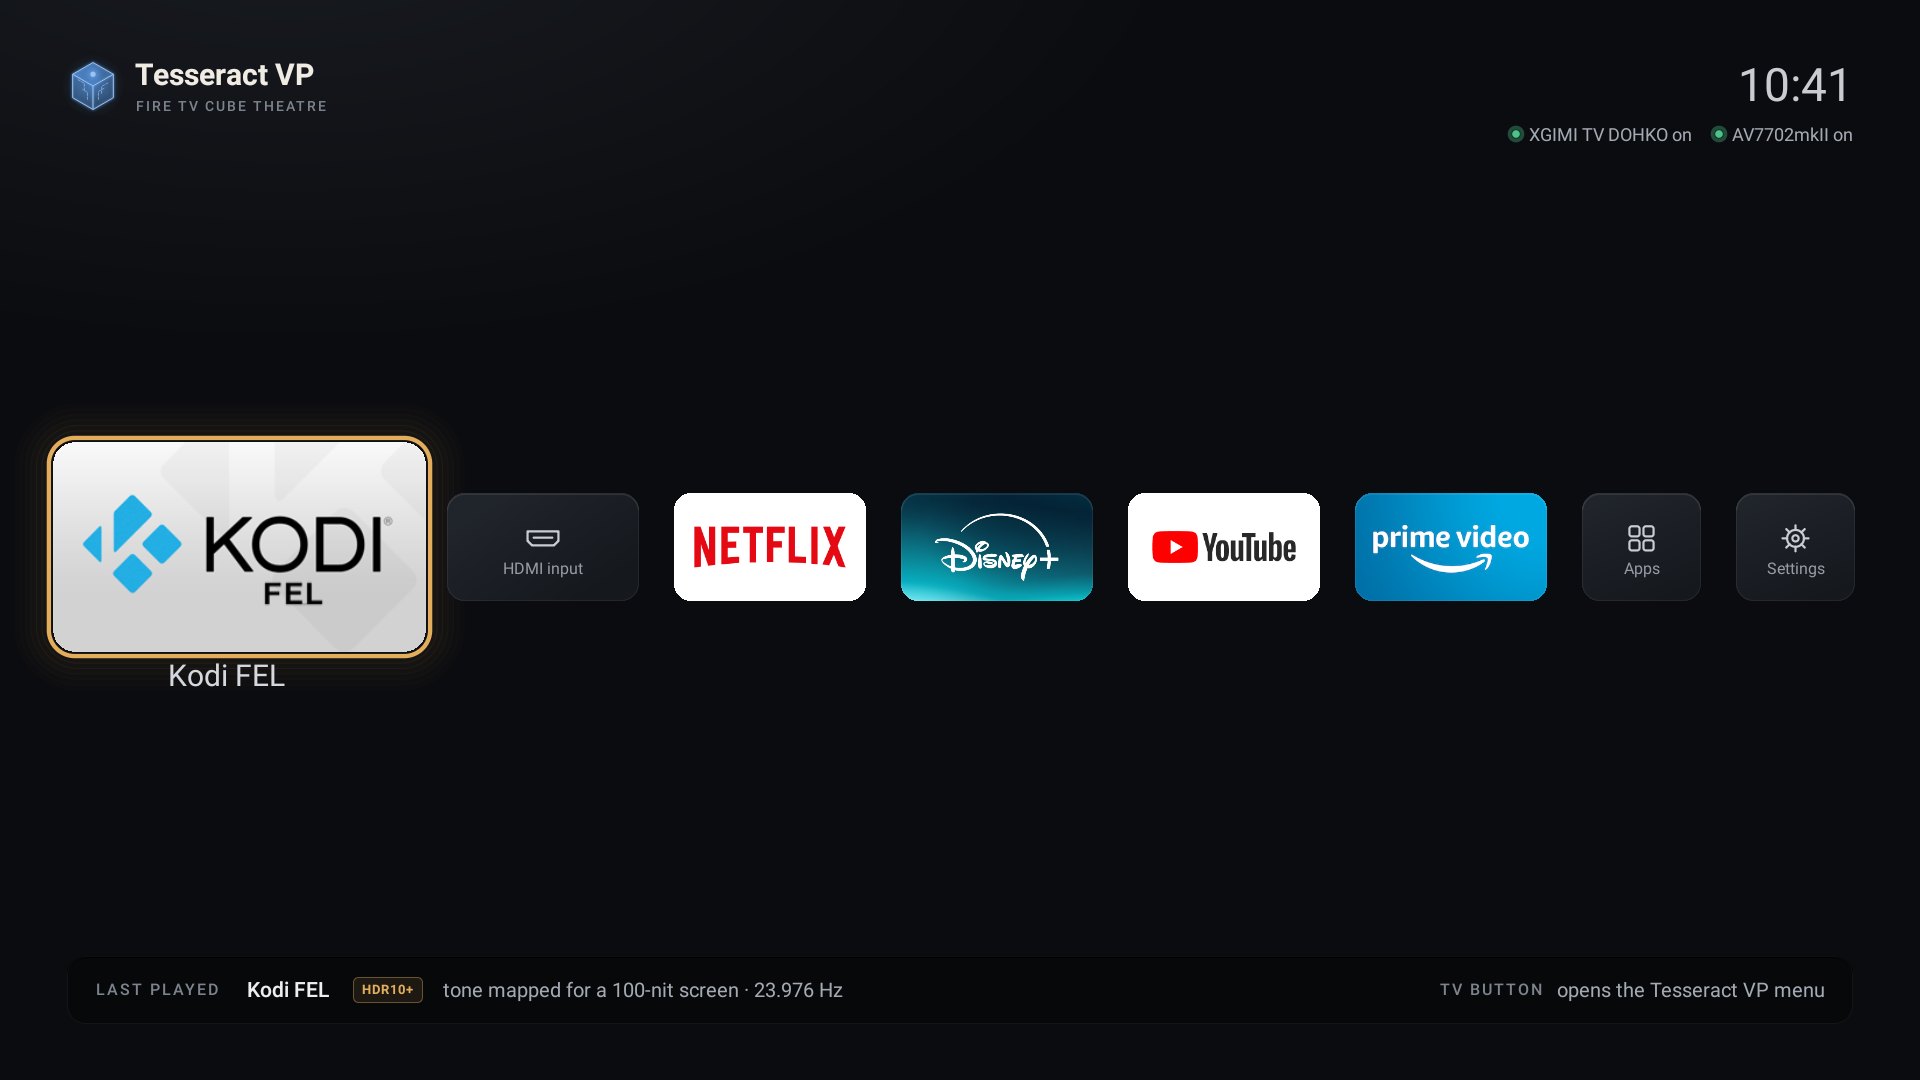 Tesseract VP
FIRE TV CUBE THEATRE
10:41
XGIMI TV DOHKO on
AV7702mkII on
KODI®
FEL
Kodi FEL
HDMI input
NETFLIX
Disney+
YouTube
prime video
Apps
Settings
LAST PLAYED Kodi FEL HDR10+ tone mapped for a 100-nit screen · 23.976 Hz
TV BUTTON opens the Tesseract VP menu